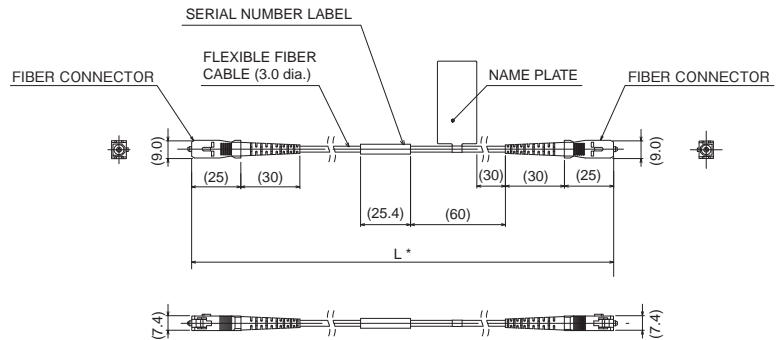 SERIAL NUMBER LABEL
FLEXIBLE FIBER
CABLE (3.0 dia.)
FIBER CONNECTOR
NAME PLATE
FIBER CONNECTOR
(9.0)
(9.0)
(25)
(30)
(30)
(30)
(25)
(25.4)
(60)
L *
(7.4)
(7.4)